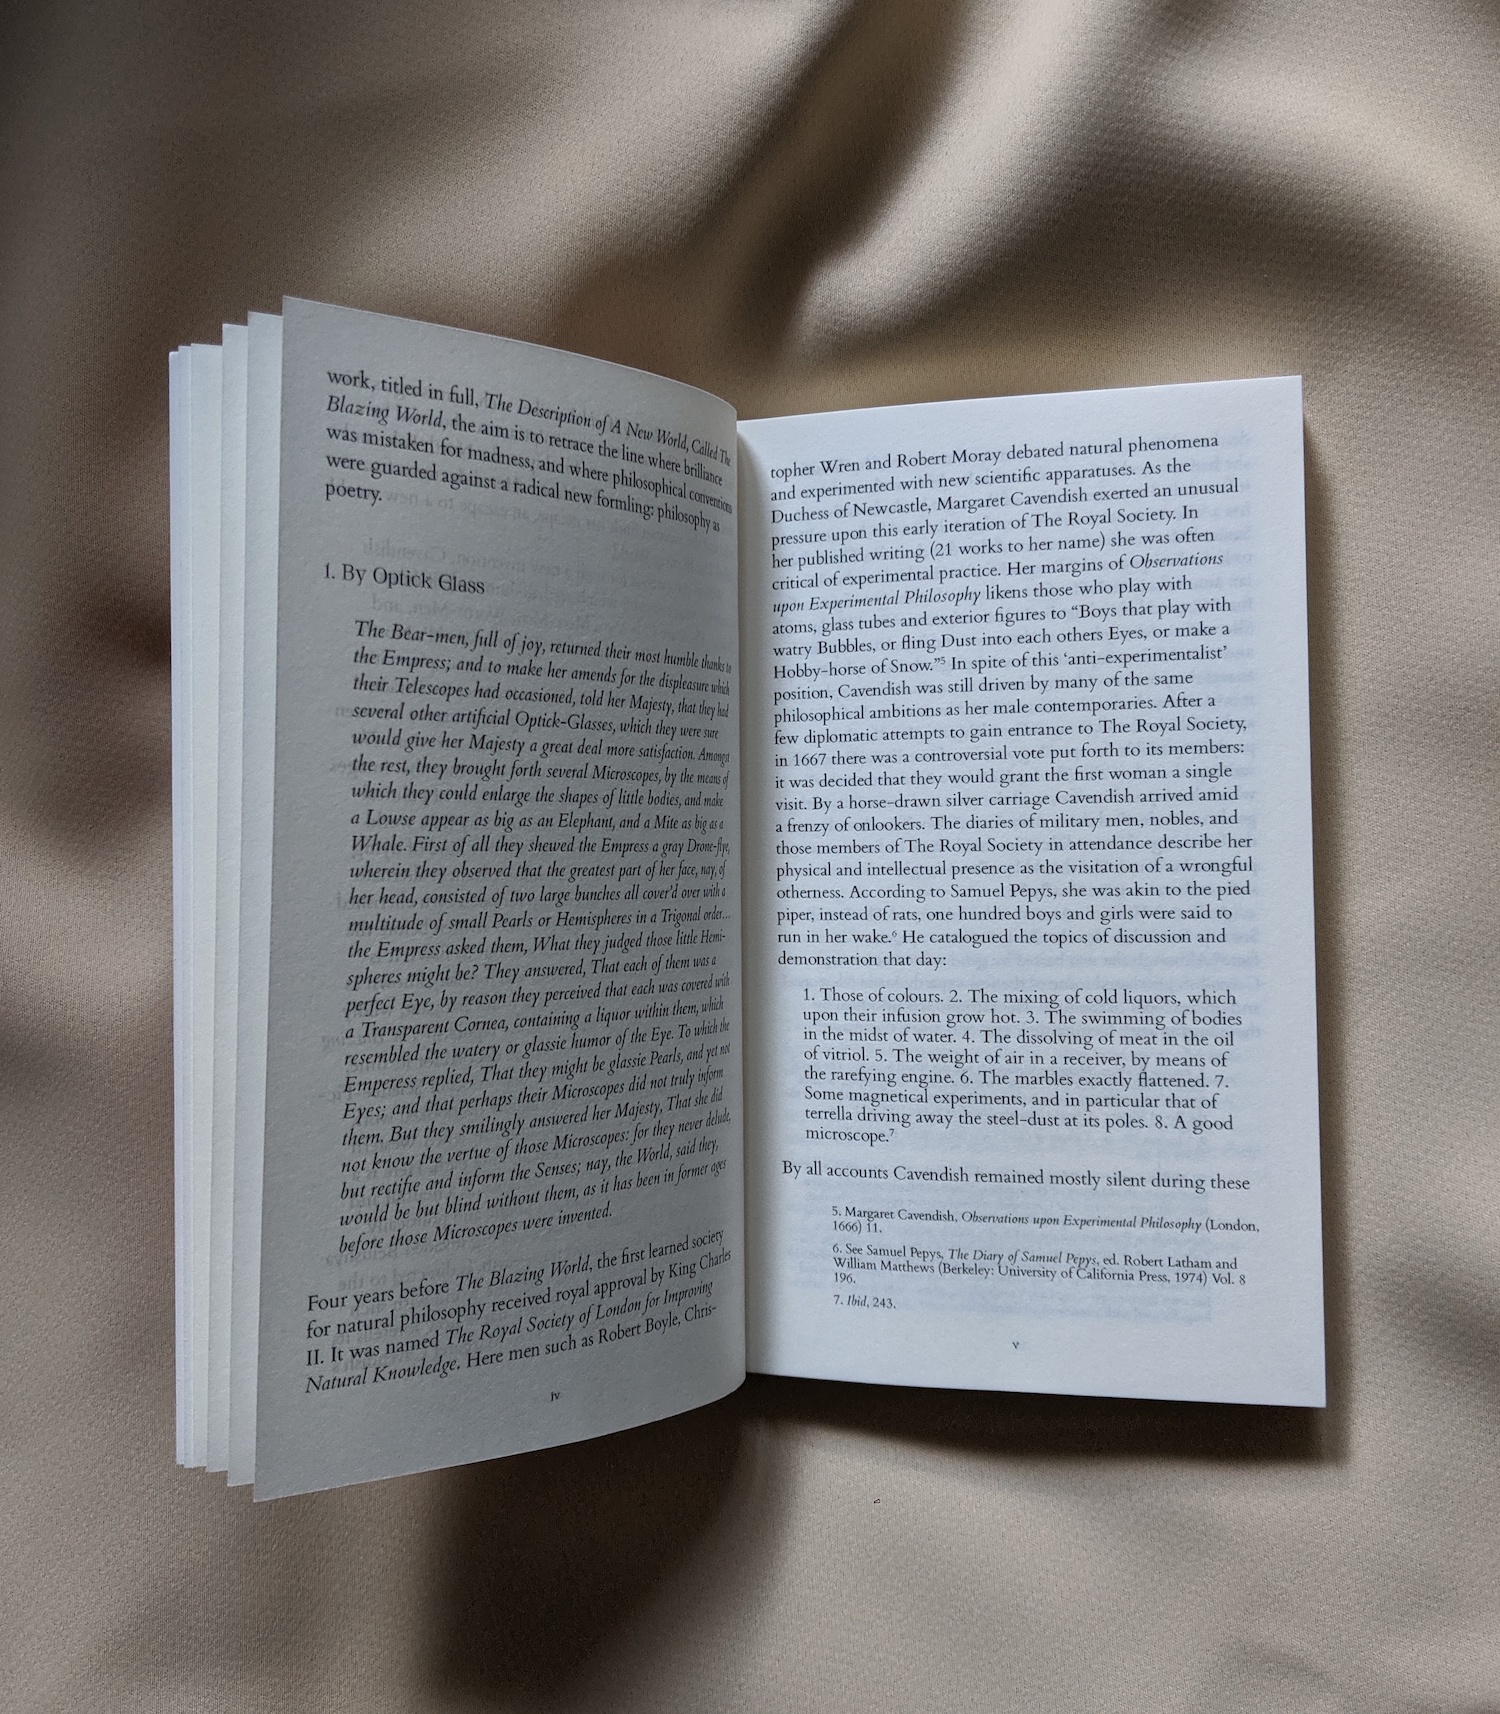 work, titled in full, The Description of A New World, Called The
Blazing World, the aim is to retrace the line where brilliance
was mistaken for madness, and where philosophical conventions
were guarded against a radical new formling: philosophy as
poetry.
1. By Optick Glass
The Bear-men, full of joy, returned their most humble thanks to
the Empress; and to make her amends for the displeasure which
their Telescopes had occasioned, told her Majesty, that they had
several other artificial Optick-Glasses, which they were sure
would give her Majesty a great deal more satisfaction. Amongst
the rest, they brought forth several Microscopes, by the means of
which they could enlarge the shapes of little bodies, and make
a Lowse appear as big as an Elephant, and a Mite as big as a
Whale. First of all they shewed the Empress a gray Drone-flye,
wherein they observed that the greatest part of her face, nay, of
her head, consisted of two large bunches all cover'd over with a
multitude of small Pearls or Hemispheres in a Trigonal order...
the Empress asked them, What they judged those little Hemi-
spheres might be? They answered, That each of them was a
perfect Eye, by reason they perceived that each was covered with
a Transparent Cornea, containing a liquor within them, which
resembled the watery or glassie humor of the Eye. To which the
Emperess replied, That they might be glassie Pearls, and yet not
Eyes; and that perhaps their Microscopes did not truly inform
them. But they smilingly answered her Majesty, That she did
not know the vertue of those Microscopes: for they never delude,
but rectifie and inform the Senses; nay, the World, said they,
would be but blind without them, as it has been in former ages
before those Microscopes were invented.
Four years before The Blazing World, the first learned society
for natural philosophy received royal approval by King Charles
II. It was named The Royal Society of London for Improving
Natural Knowledge. Here men such as Robert Boyle, Chris-
iv
topher Wren and Robert Moray debated natural phenomena
and experimented with new scientific apparatuses. As the
Duchess of Newcastle, Margaret Cavendish exerted an unusual
pressure upon this early iteration of The Royal Society. In
her published writing (21 works to her name) she was often
critical of experimental practice. Her margins of Observations
upon Experimental Philosophy likens those who play with
atoms, glass tubes and exterior figures to “Boys that play with
watry Bubbles, or fling Dust into each others Eyes, or make a
Hobby-horse of Snow.”5 In spite of this ‘anti-experimentalist’
position, Cavendish was still driven by many of the same
philosophical ambitions as her male contemporaries. After a
few diplomatic attempts to gain entrance to The Royal Society,
in 1667 there was a controversial vote put forth to its members:
it was decided that they would grant the first woman a single
visit. By a horse-drawn silver carriage Cavendish arrived amid
a frenzy of onlookers. The diaries of military men, nobles, and
those members of The Royal Society in attendance describe her
physical and intellectual presence as the visitation of a wrongful
otherness. According to Samuel Pepys, she was akin to the pied
piper, instead of rats, one hundred boys and girls were said to
run in her wake.6 He catalogued the topics of discussion and
demonstration that day:
1. Those of colours. 2. The mixing of cold liquors, which
upon their infusion grow hot. 3. The swimming of bodies
in the midst of water. 4. The dissolving of meat in the oil
of vitriol. 5. The weight of air in a receiver, by means of
the rarefying engine. 6. The marbles exactly flattened. 7.
Some magnetical experiments, and in particular that of
terrella driving away the steel-dust at its poles. 8. A good
microscope.7
By all accounts Cavendish remained mostly silent during these
5. Margaret Cavendish, Observations upon Experimental Philosophy (London,
1666) 11.
6. See Samuel Pepys, The Diary of Samuel Pepys, ed. Robert Latham and
William Matthews (Berkeley: University of California Press, 1974) Vol. 8
196.
7. Ibid, 243.
v